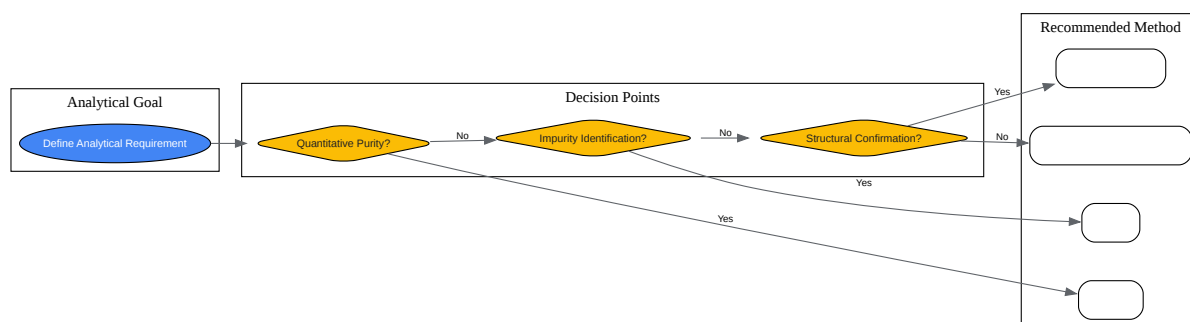 Recommended Method
Analytical Goal
Decision Points
Define Analytical Requirement
Quantitative Purity?
No
Impurity Identification?
No
Structural Confirmation?
Yes
No
Yes
Yes